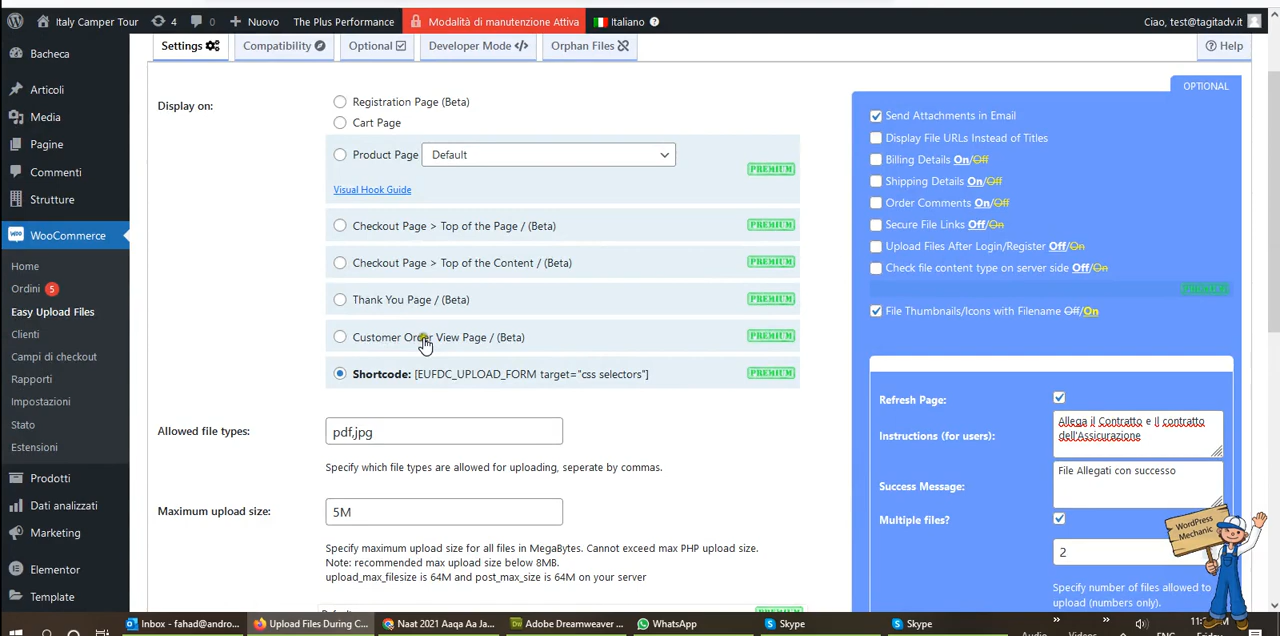 Italy Camper Tour 4 0 Nuovo The Plus Performance Modalità di manutenzione Attiva Italiano Ciao, test@tagitadv.it
Settings Compatibility Optional Developer Mode Orphan Files Help
Bacheca
Articoli
Media
Pagine
Commenti
Strutture
WooCommerce
Home
Ordini 5
Easy Upload Files
Clienti
Campi di checkout
Rapporti
Impostazioni
Stato
Estensioni
Prodotti
Dati analizzati
Marketing
Elementor
Template
Display on:
Registration Page (Beta)
Cart Page
Product Page Default PREMIUM
Visual Hook Guide
Checkout Page > Top of the Page / (Beta) PREMIUM
Checkout Page > Top of the Content / (Beta) PREMIUM
Thank You Page / (Beta) PREMIUM
Customer Order View Page / (Beta) PREMIUM
Shortcode: [EUFDC_UPLOAD_FORM target="css selectors"] PREMIUM
Allowed file types: pdf,jpg
Specify which file types are allowed for uploading, seperate by commas.
Maximum upload size: 5M
Specify maximum upload size for all files in MegaBytes. Cannot exceed max PHP upload size.
Note: recommended max upload size below 8MB.
upload_max_filesize is 64M and post_max_size is 64M on your server
OPTIONAL
Send Attachments in Email
Display File URLs Instead of Titles
Billing Details On/Off
Shipping Details On/Off
Order Comments On/Off
Secure File Links Off/On
Upload Files After Login/Register Off/On
Check file content type on server side Off/On
PREMIUM
File Thumbnails/Icons with Filename Off/On
Refresh Page:
Instructions (for users): Allega il Contratto e Il contratto
dell'Assicurazione
Success Message: File Allegati con successo
Multiple files?
2
Specify number of files allowed to
upload (numbers only).
WordPress
Mechanic
Inbox - fahad@andro... Upload Files During C... Naat 2021 Aaqa Aa J... Adobe Dreamweaver ... WhatsApp Skype Skype